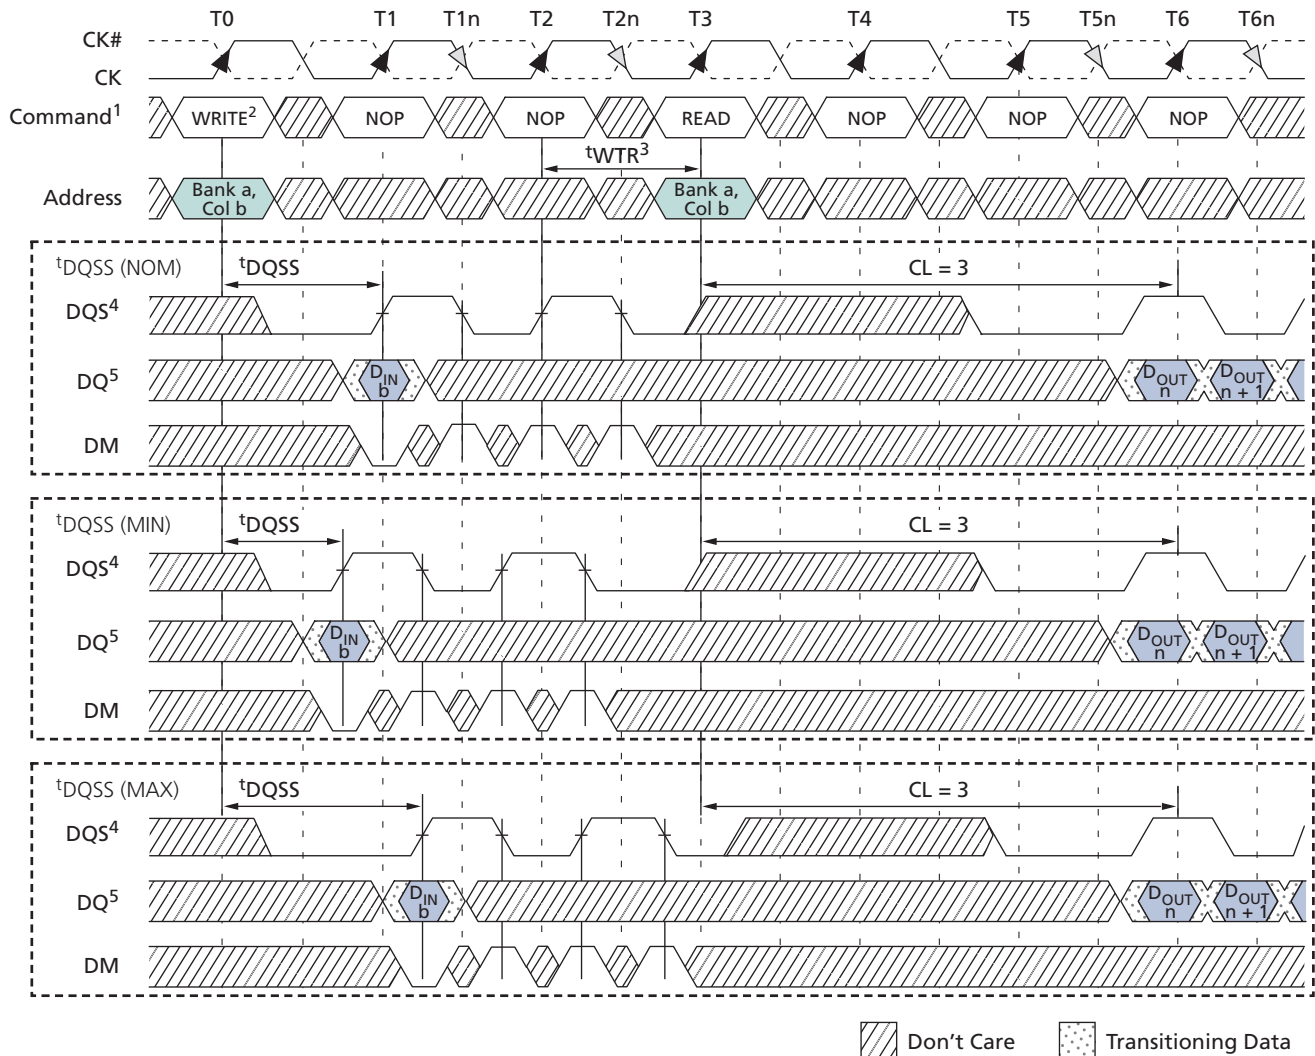 T0 T1 T1n T2 T2n T3 T4 T5 T5n T6 T6n
CK#
CK
Command1 WRITE2 NOP NOP READ NOP NOP NOP
tWTR3
Address Bank a, Col b Bank a, Col b
tDQSS (NOM) tDQSS CL = 3
DQS4
DQ5 DIN b DOUT n DOUT n + 1
DM
tDQSS (MIN) tDQSS CL = 3
DQS4
DQ5 DIN b DOUT n DOUT n + 1
DM
tDQSS (MAX) tDQSS CL = 3
DQS4
DQ5 DIN b DOUT n DOUT n + 1
DM
Don't Care Transitioning Data